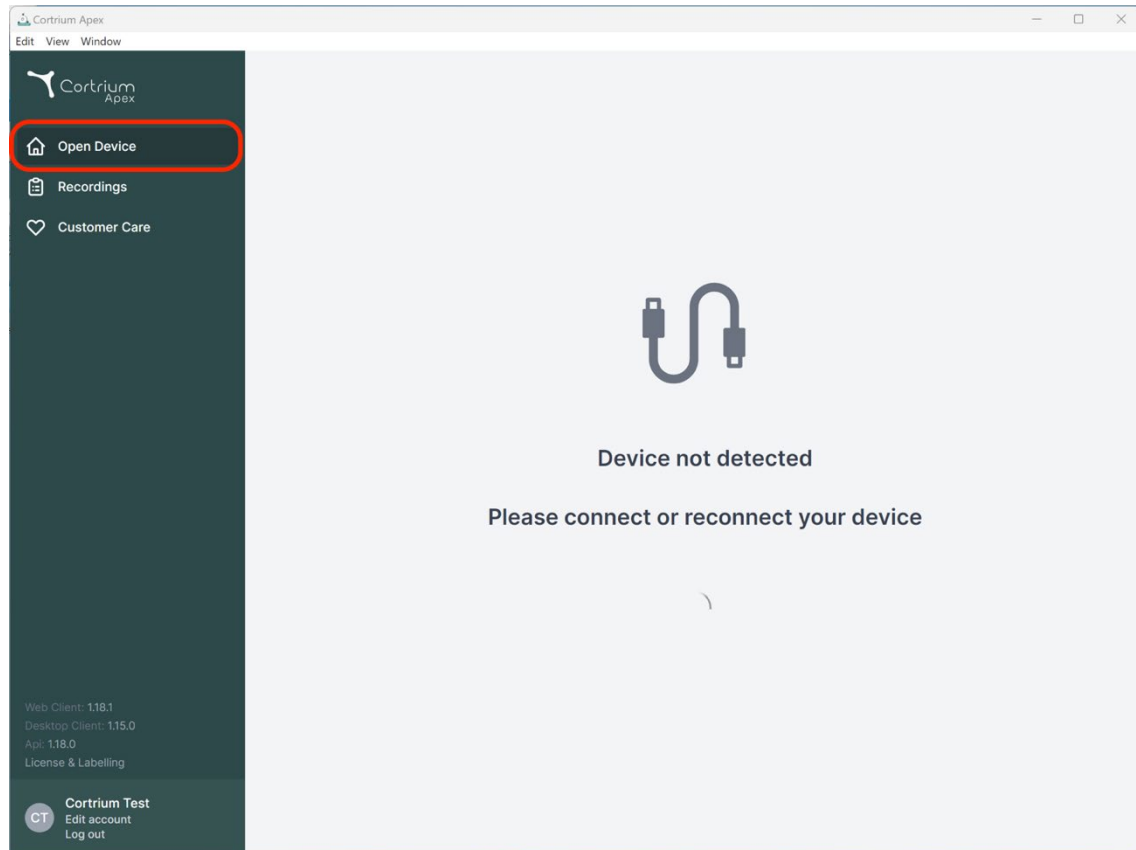 Cortrium Apex
Edit View Window
Cortrium
Apex
Open Device
Recordings
Customer Care
Device not detected
Please connect or reconnect your device
Web Client: 1.18.1
Desktop Client: 1.15.0
Api: 1.18.0
License & Labelling
CT
Cortrium Test
Edit account
Log out